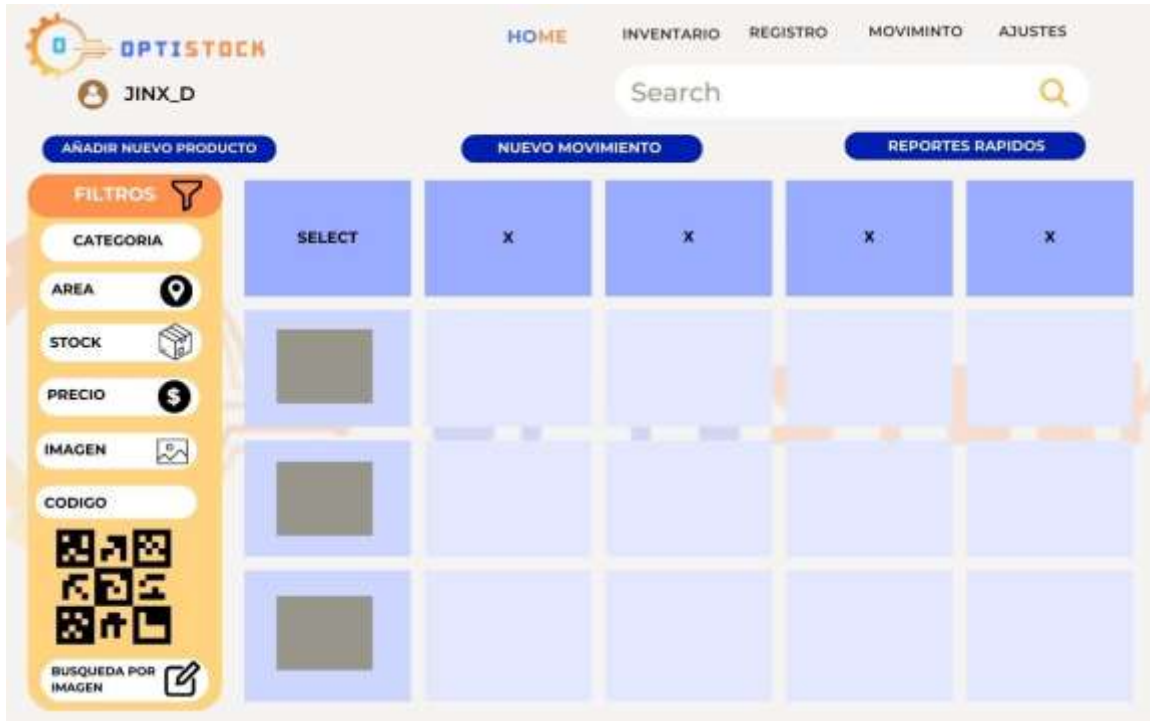 OPTISTOCK
HOME
INVENTARIO
REGISTRO
MOVIMINTO
AJUSTES
JINX_D
Search
AÑADIR NUEVO PRODUCTO
NUEVO MOVIMIENTO
REPORTES RAPIDOS
FILTROS
CATEGORIA
SELECT
X
X
X
X
AREA
STOCK
PRECIO
$
IMAGEN
CODIGO
BUSQUEDA POR
IMAGEN